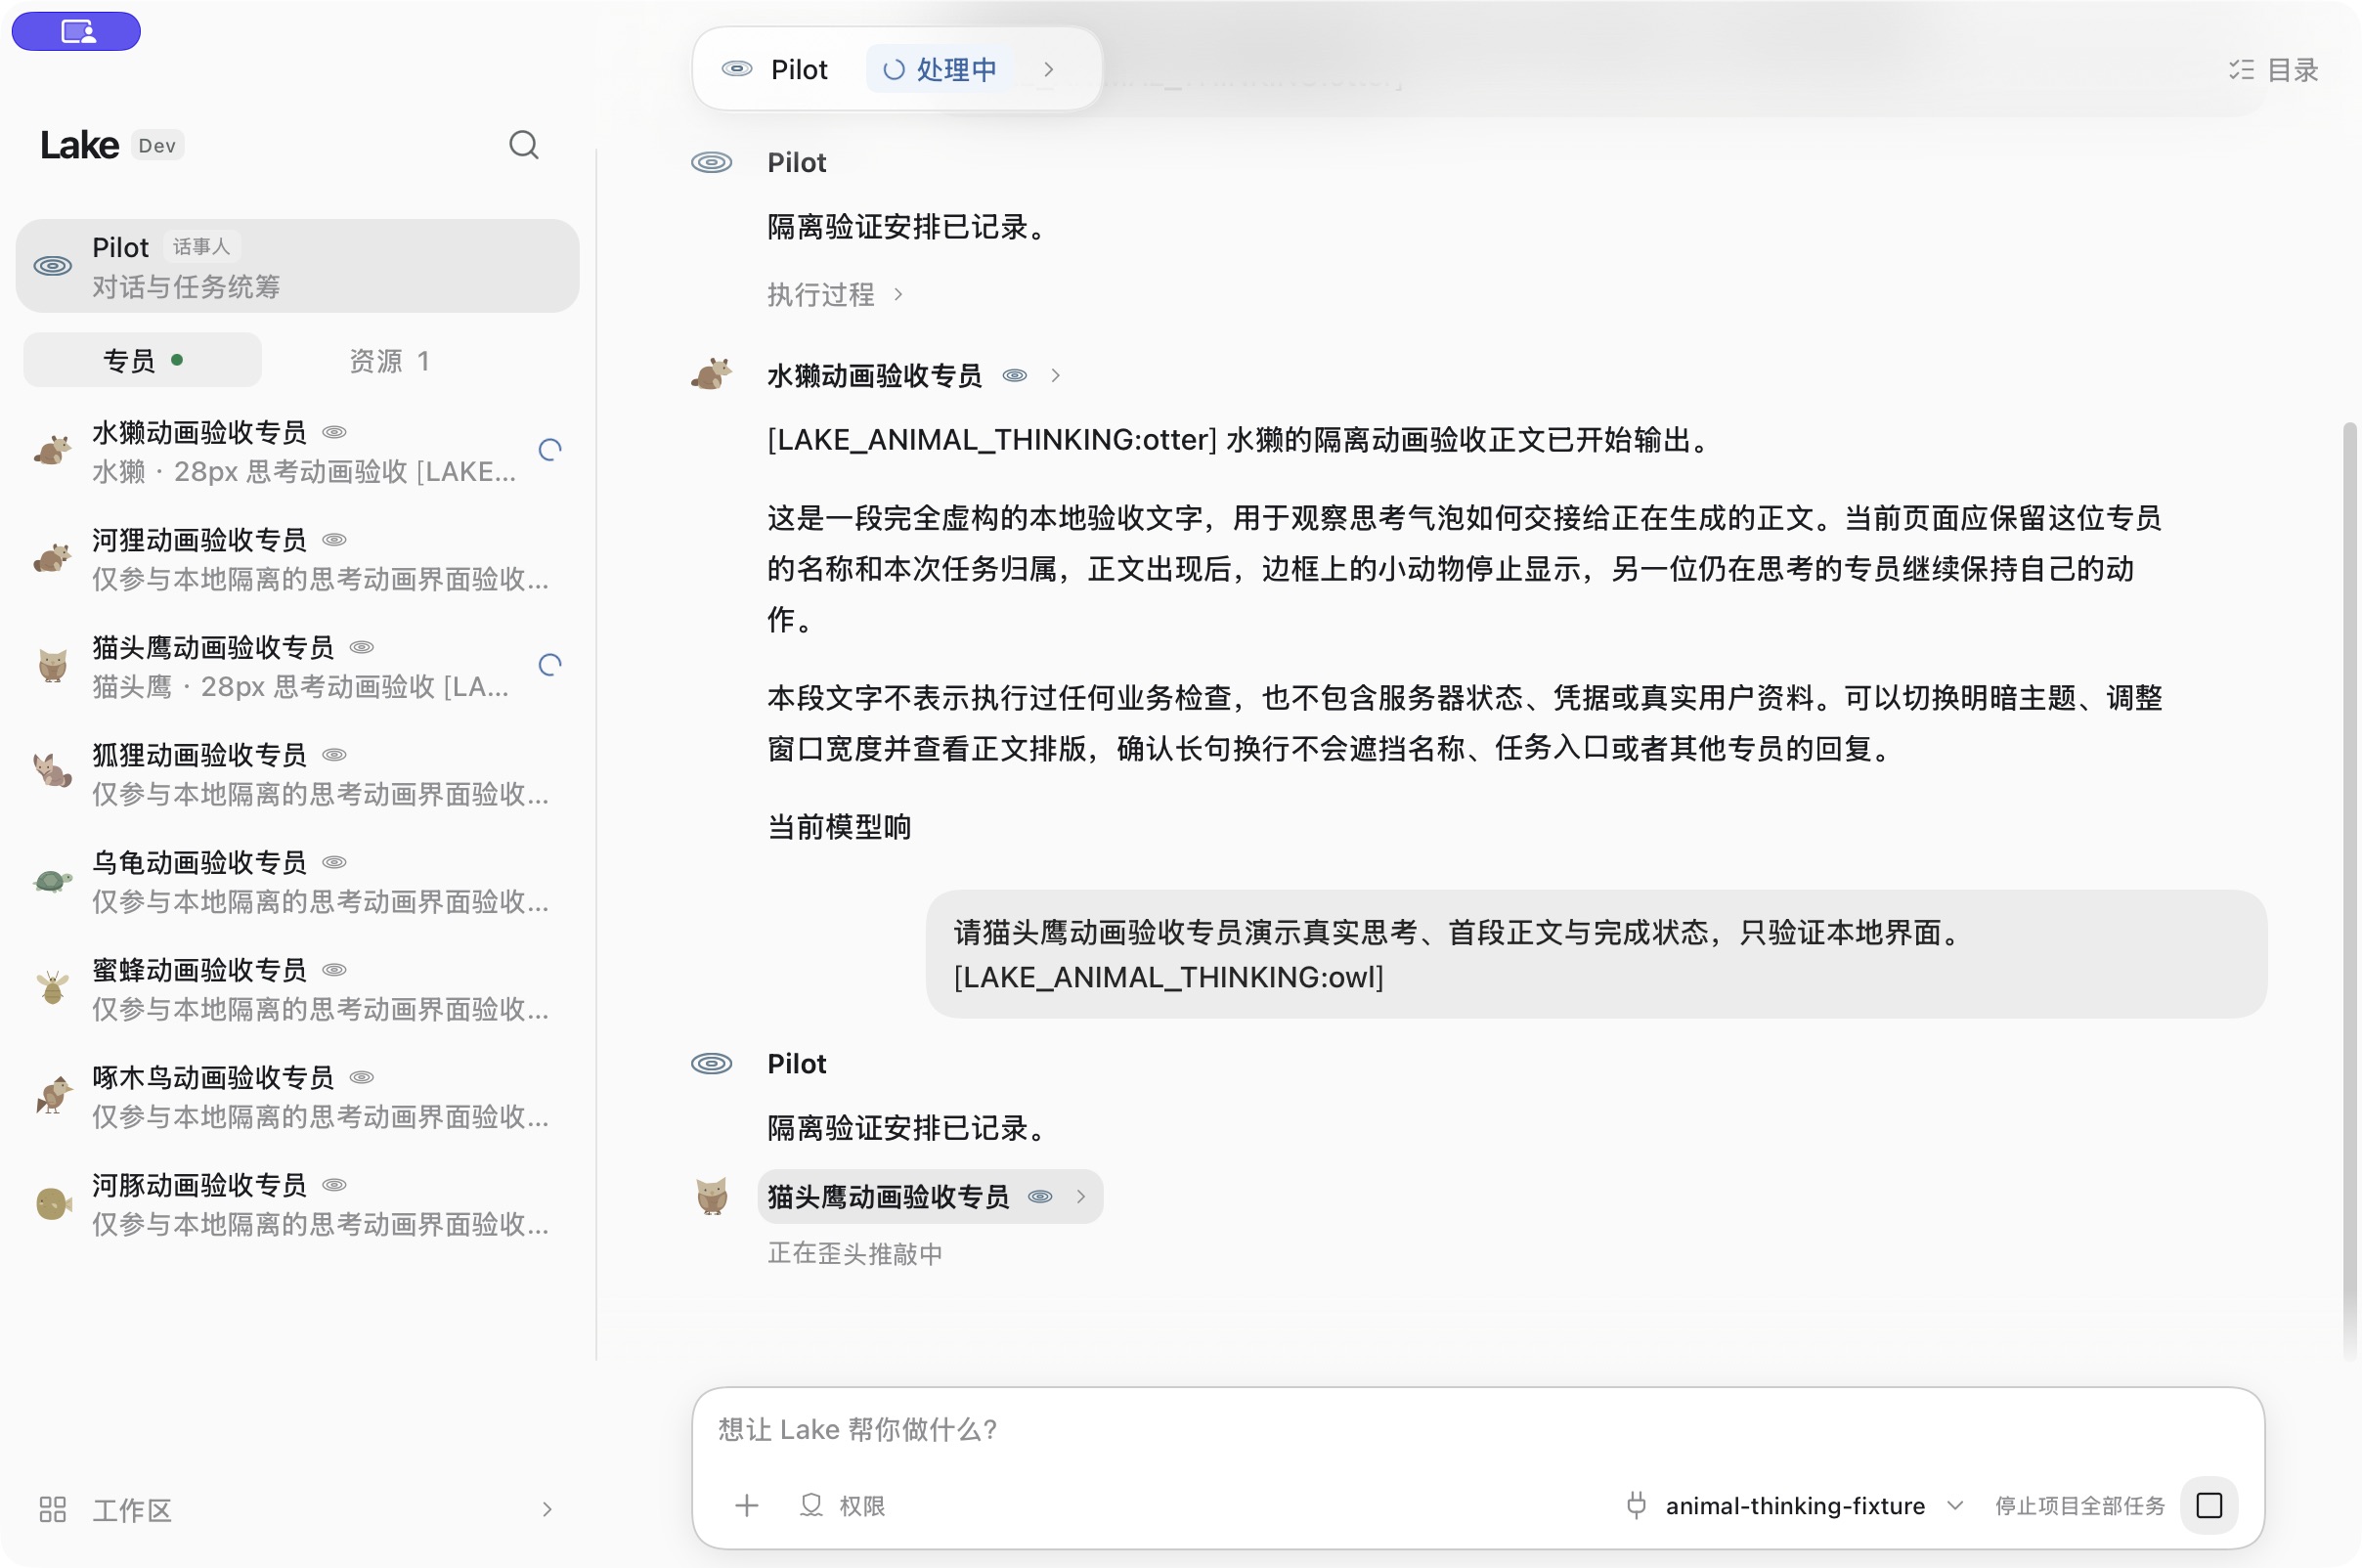 Lake Dev
Pilot 话事人
对话与任务统筹
专员
资源 1
水獭动画验收专员
水獭 · 28px 思考动画验收 [LAKE...
河狸动画验收专员
仅参与本地隔离的思考动画界面验收...
猫头鹰动画验收专员
猫头鹰 · 28px 思考动画验收 [LA...
狐狸动画验收专员
仅参与本地隔离的思考动画界面验收...
乌龟动画验收专员
仅参与本地隔离的思考动画界面验收...
蜜蜂动画验收专员
仅参与本地隔离的思考动画界面验收...
啄木鸟动画验收专员
仅参与本地隔离的思考动画界面验收...
河豚动画验收专员
仅参与本地隔离的思考动画界面验收...
工作区
Pilot 处理中
目录
Pilot
隔离验证安排已记录。
执行过程
水獭动画验收专员
[LAKE_ANIMAL_THINKING:otter] 水獭的隔离动画验收正文已开始输出。
这是一段完全虚构的本地验收文字，用于观察思考气泡如何交接给正在生成的正文。当前页面应保留这位专员
的名称和本次任务归属，正文出现后，边框上的小动物停止显示，另一位仍在思考的专员继续保持自己的动
作。
本段文字不表示执行过任何业务检查，也不包含服务器状态、凭据或真实用户资料。可以切换明暗主题、调整
窗口宽度并查看正文排版，确认长句换行不会遮挡名称、任务入口或者其他专员的回复。
当前模型响
请猫头鹰动画验收专员演示真实思考、首段正文与完成状态，只验证本地界面。
[LAKE_ANIMAL_THINKING:owl]
Pilot
隔离验证安排已记录。
猫头鹰动画验收专员
正在歪头推敲中
想让 Lake 帮你做什么？
权限
animal-thinking-fixture
停止项目全部任务